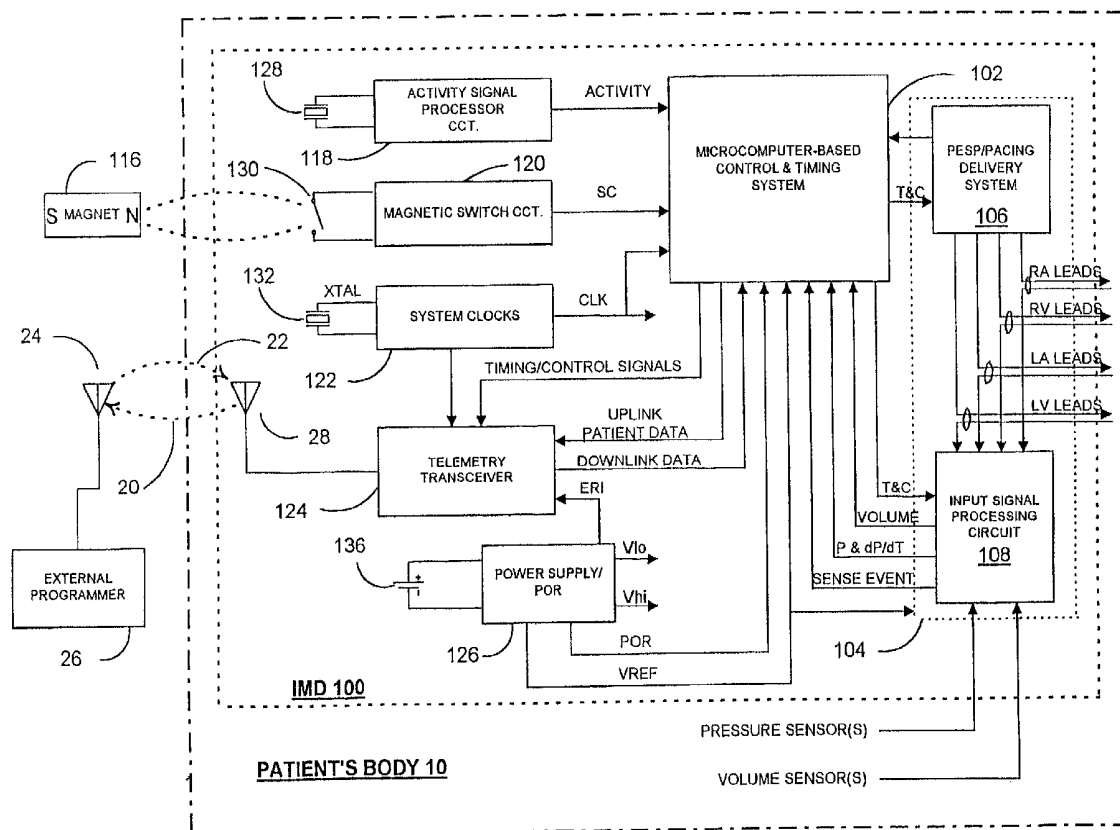 128
ACTIVITY SIGNAL
PROCESSOR
CCT.
118
ACTIVITY
102
MICROCOMPUTER-BASED
CONTROL & TIMING
SYSTEM
PESP/PACING
DELIVERY
SYSTEM
106
T&C
116
S MAGNET N
130
120
MAGNETIC SWITCH CCT.
SC
RA LEADS
RV LEADS
LA LEADS
LV LEADS
132
XTAL
SYSTEM CLOCKS
122
CLK
24
22
20
28
TIMING/CONTROL SIGNALS
UPLINK
PATIENT DATA
TELEMETRY
TRANSCEIVER
124
DOWNLINK DATA
ERI
T&C
VOLUME
P & dP/dT
SENSE EVENT
INPUT SIGNAL
PROCESSING
CIRCUIT
108
104
136
POWER SUPPLY/
POR
126
Vlo
Vhi
POR
VREF
EXTERNAL
PROGRAMMER
26
IMD 100
PRESSURE SENSOR(S)
VOLUME SENSOR(S)
PATIENT'S BODY 10